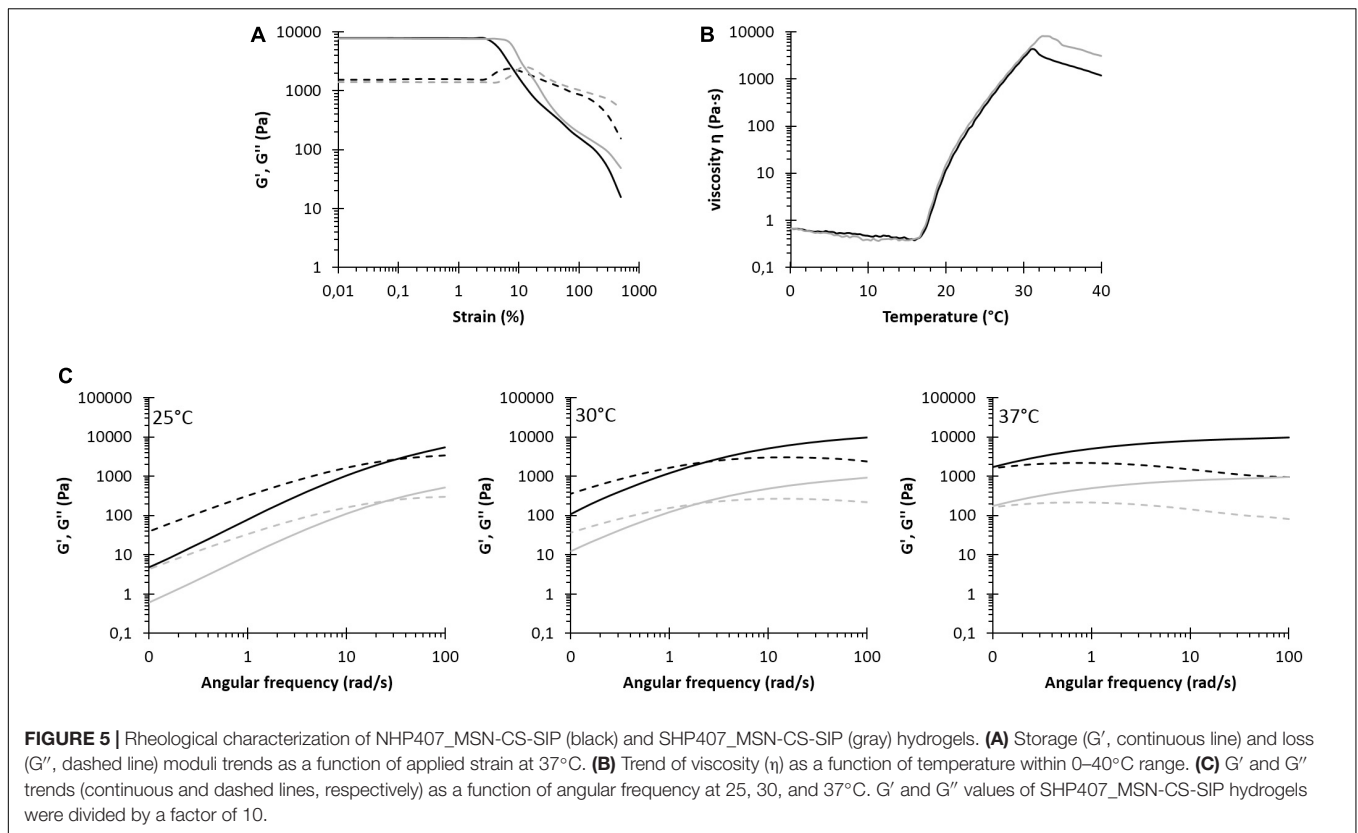 A
10000
1000
100
10
1
G', G'' (Pa)
0,01 0,1 1 10 100 1000
Strain (%)
B
10000
1000
100
10
1
0,1
viscosity η (Pa·s)
0 10 20 30 40
Temperature (°C)
C
25°C
100000
10000
1000
100
10
1
0,1
G', G'' (Pa)
0 1 10 100
Angular frequency (rad/s)
30°C
100000
10000
1000
100
10
1
0,1
G', G'' (Pa)
0 1 10 100
Angular frequency (rad/s)
37°C
100000
10000
1000
100
10
1
0,1
G', G'' (Pa)
0 1 10 100
Angular frequency (rad/s)
FIGURE 5 | Rheological characterization of NHP407_MSN-CS-SIP (black) and SHP407_MSN-CS-SIP (gray) hydrogels. (A) Storage (G′, continuous line) and loss
(G″, dashed line) moduli trends as a function of applied strain at 37°C. (B) Trend of viscosity (η) as a function of temperature within 0–40°C range. (C) G′ and G″
trends (continuous and dashed lines, respectively) as a function of angular frequency at 25, 30, and 37°C. G′ and G″ values of SHP407_MSN-CS-SIP hydrogels
were divided by a factor of 10.